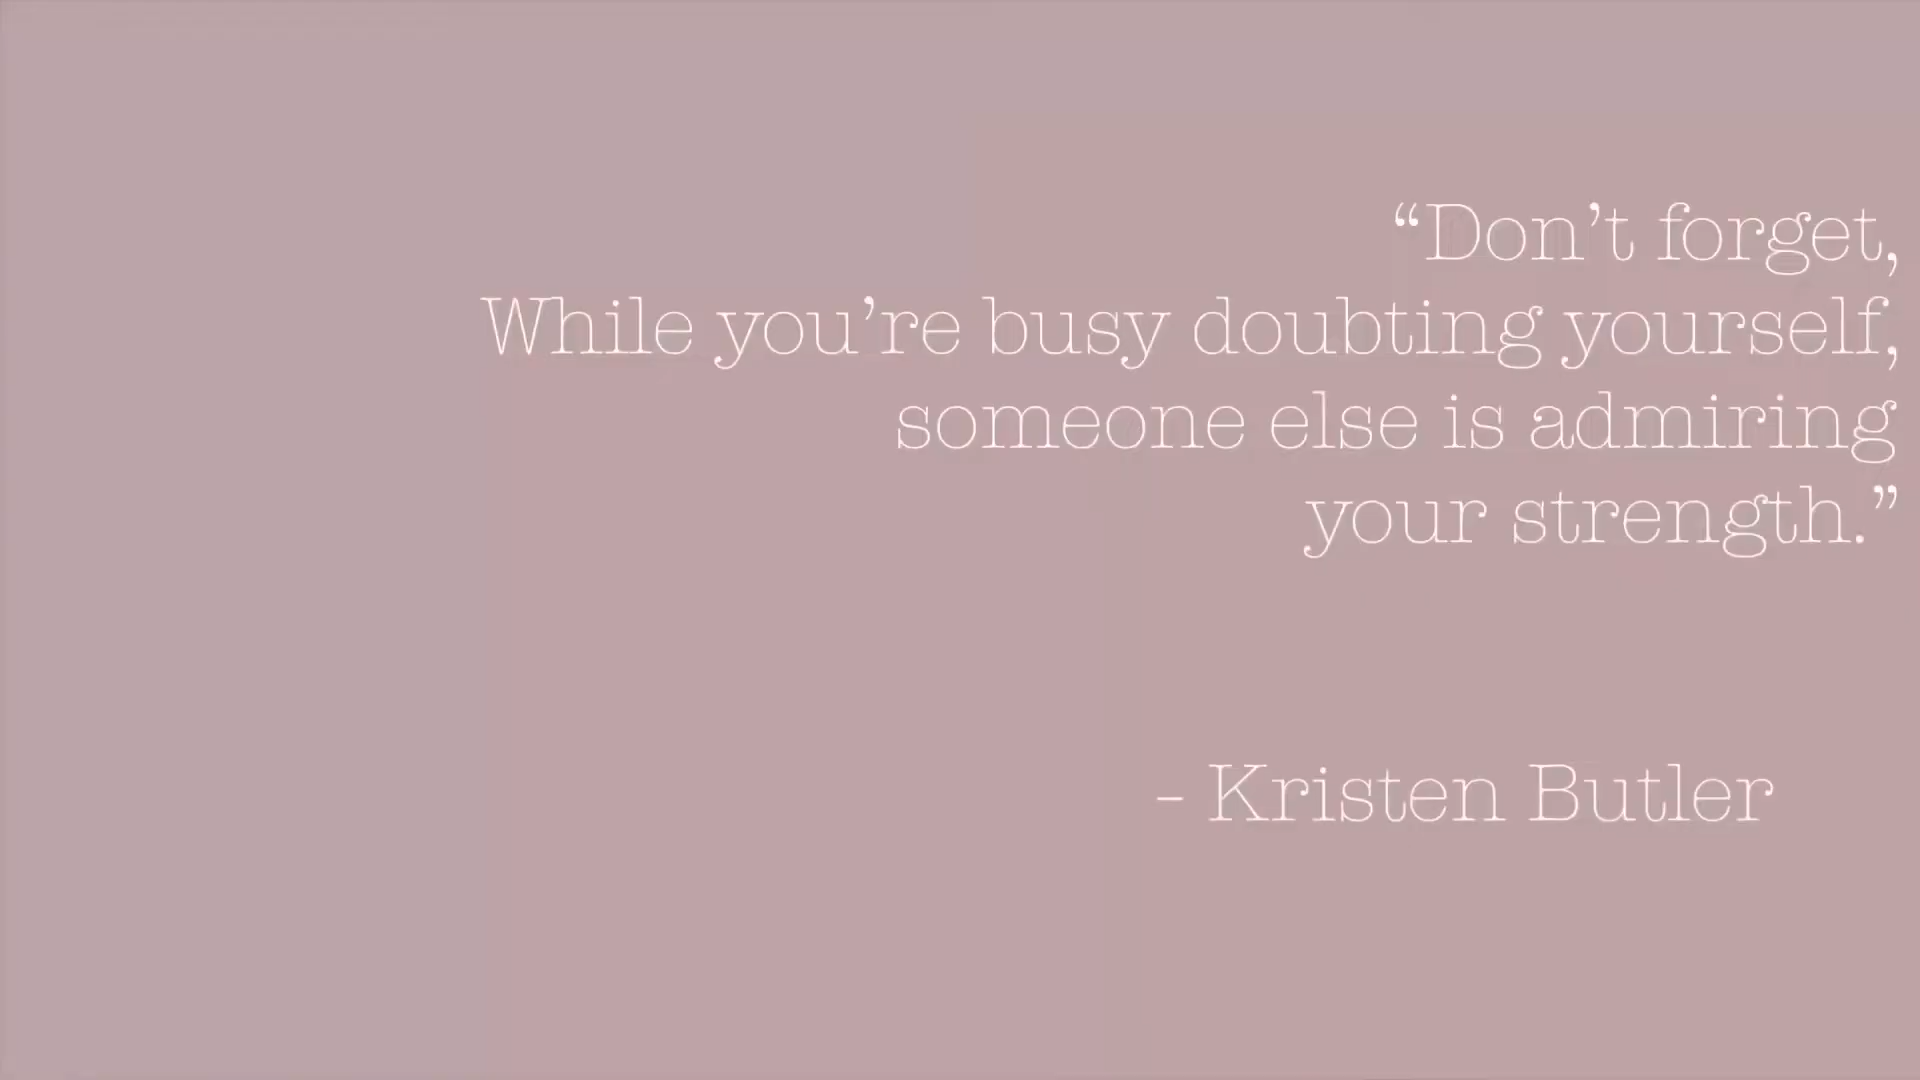 “Don’t forget,
While you’re busy doubting yourself,
someone else is admiring
your strength.”
- Kristen Butler